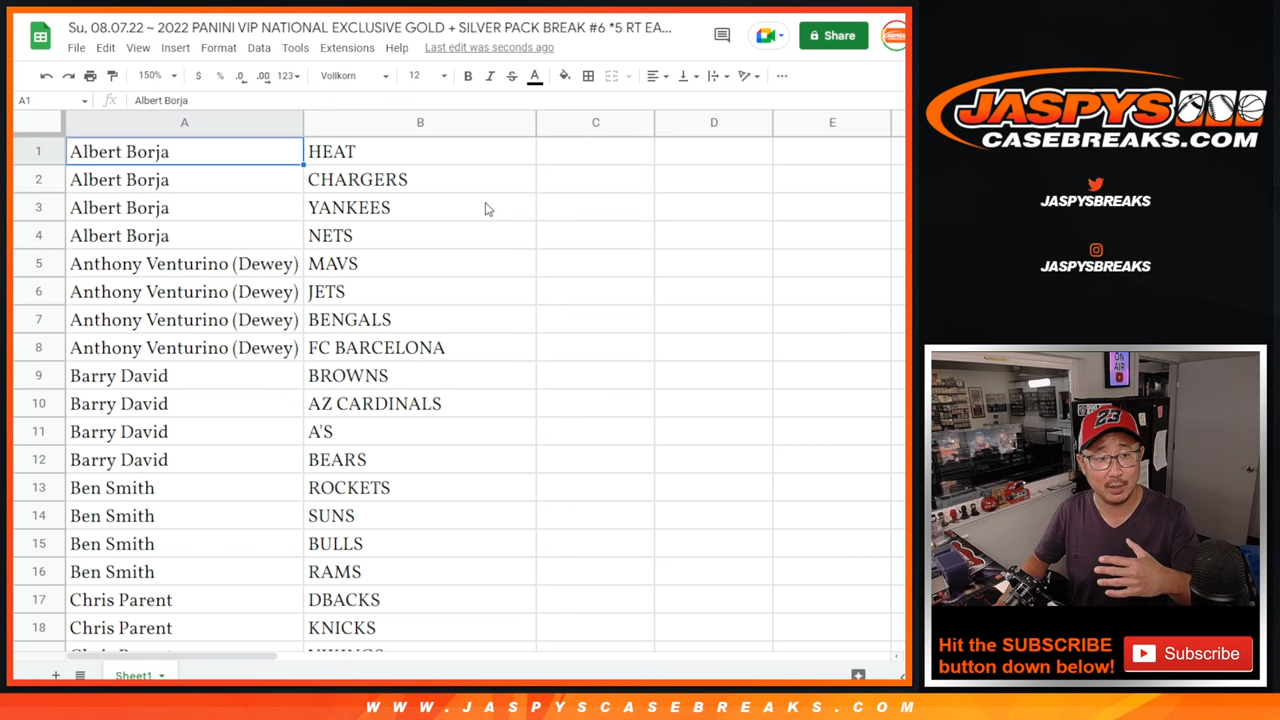 Su, 08.07.22 ~ 2022 PANINI VIP NATIONAL EXCLUSIVE GOLD + SILVER PACK BREAK #6 *5 RT EA...
File Edit View Insert Format Data Tools Extensions Help Last edit was seconds ago
Share
150% $ % .0 .00 123 Vollkorn 12 B I S A
A1 fx Albert Borja
A B C D E
1 Albert Borja HEAT
2 Albert Borja CHARGERS
3 Albert Borja YANKEES
4 Albert Borja NETS
5 Anthony Venturino (Dewey) MAVS
6 Anthony Venturino (Dewey) JETS
7 Anthony Venturino (Dewey) BENGALS
8 Anthony Venturino (Dewey) FC BARCELONA
9 Barry David BROWNS
10 Barry David AZ CARDINALS
11 Barry David A'S
12 Barry David BEARS
13 Ben Smith ROCKETS
14 Ben Smith SUNS
15 Ben Smith BULLS
16 Ben Smith RAMS
17 Chris Parent DBACKS
18 Chris Parent KNICKS
Sheet1
JASPYS
CASEBREAKS.COM
JASPYSBREAKS
JASPYSBREAKS
ON AIR
23
Hit the SUBSCRIBE
button down below!
Subscribe
WWW.JASPYSCASEBREAKS.COM